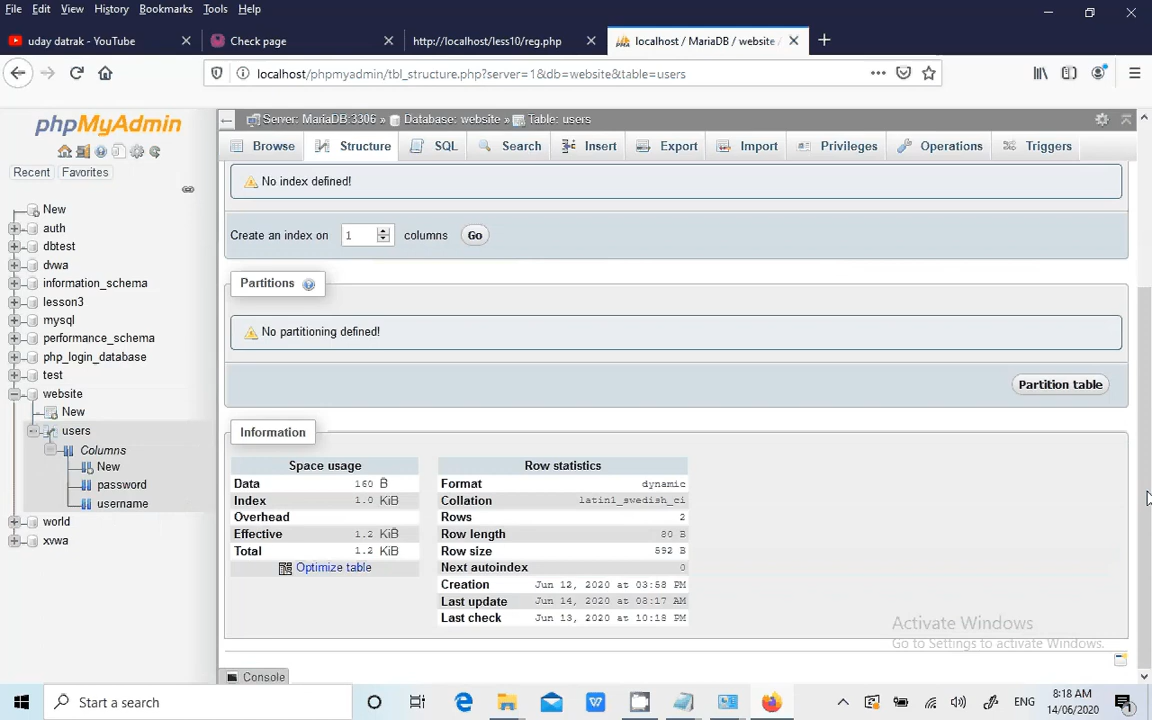 File Edit View History Bookmarks Tools Help
uday datrak - YouTube
Check page
http://localhost/less10/reg.php
localhost / MariaDB / website /
localhost/phpmyadmin/tbl_structure.php?server=1&db=website&table=users
phpMyAdmin
Recent Favorites
New
auth
dbtest
dvwa
information_schema
lesson3
mysql
performance_schema
php_login_database
test
website
New
users
Columns
New
password
username
world
xvwa
Server: MariaDB:3306 » Database: website » Table: users
Browse Structure SQL Search Insert Export Import Privileges Operations Triggers
No index defined!
Create an index on 1 columns Go
Partitions
No partitioning defined!
Partition table
Information
Space usage
Data 160 B
Index 1.0 KiB
Overhead
Effective 1.2 KiB
Total 1.2 KiB
Optimize table
Row statistics
Format dynamic
Collation latin1_swedish_ci
Rows 2
Row length 80 B
Row size 592 B
Next autoindex 0
Creation Jun 12, 2020 at 03:58 PM
Last update Jun 14, 2020 at 08:17 AM
Last check Jun 13, 2020 at 10:18 PM
Activate Windows
Go to Settings to activate Windows.
Console
Start a search
ENG
8:18 AM
14/06/2020
1